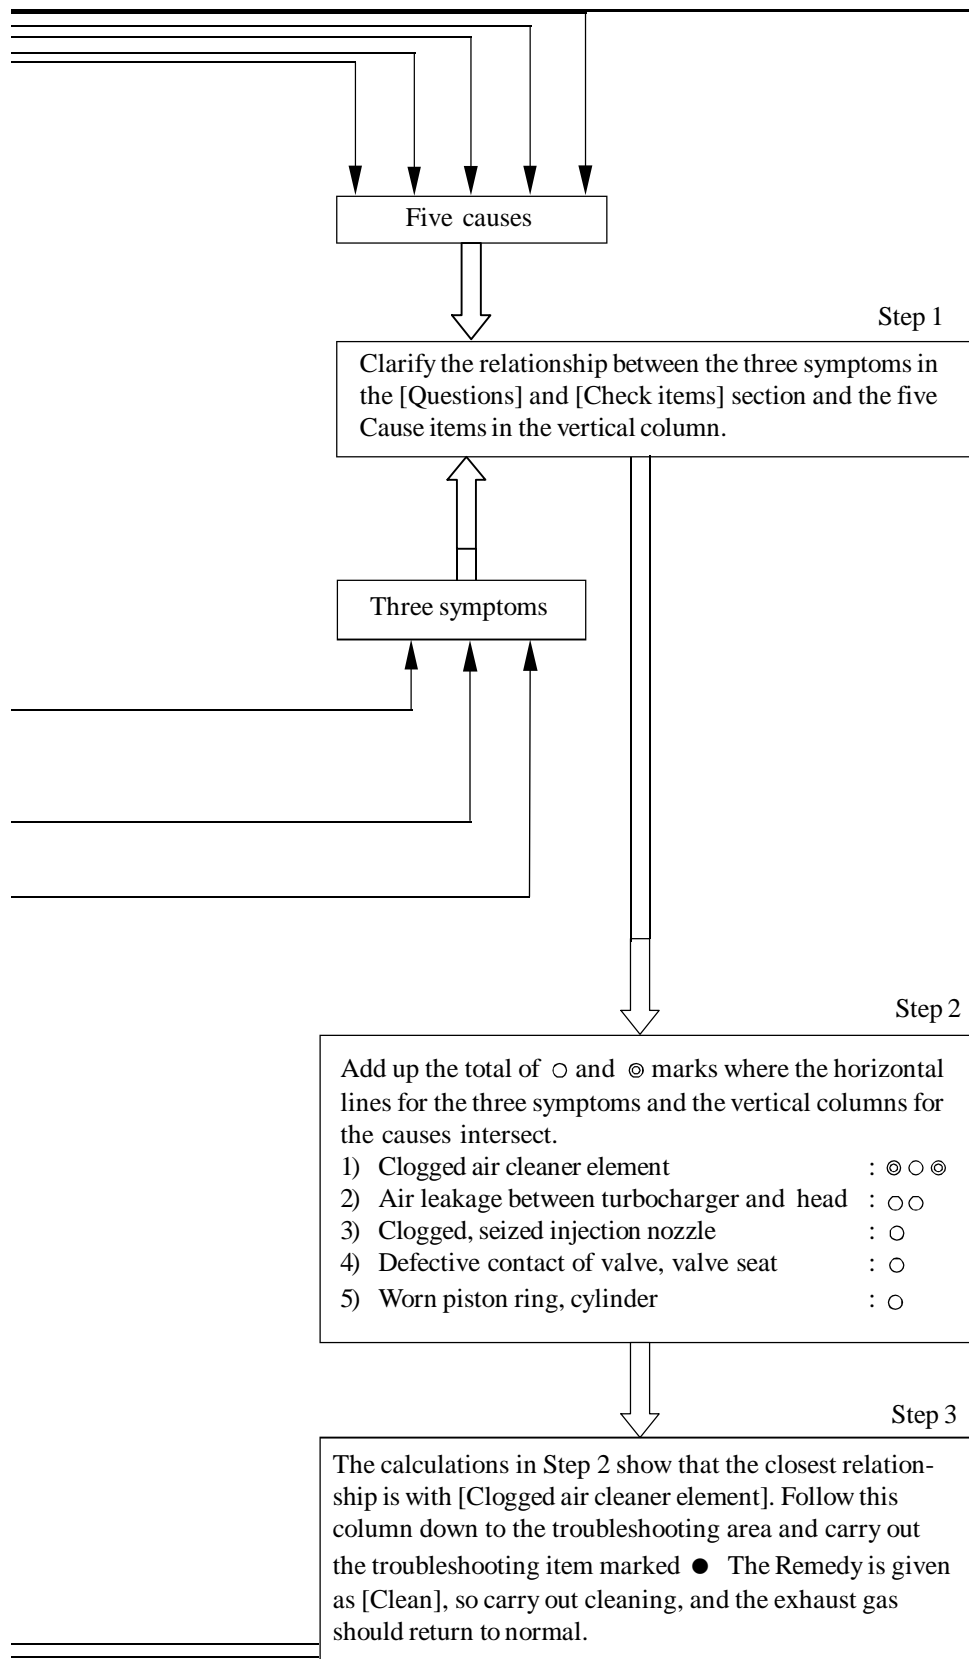 Five causes
Step 1
Clarify the relationship between the three symptoms in
the [Questions] and [Check items] section and the five
Cause items in the vertical column.
Three symptoms
Step 2
Add up the total of ○ and ◎ marks where the horizontal
lines for the three symptoms and the vertical columns for
the causes intersect.
1) Clogged air cleaner element : ◎ ○ ◎
2) Air leakage between turbocharger and head : ○ ○
3) Clogged, seized injection nozzle : ○
4) Defective contact of valve, valve seat : ○
5) Worn piston ring, cylinder : ○
Step 3
The calculations in Step 2 show that the closest relation-
ship is with [Clogged air cleaner element]. Follow this
column down to the troubleshooting area and carry out
the troubleshooting item marked ● The Remedy is given
as [Clean], so carry out cleaning, and the exhaust gas
should return to normal.